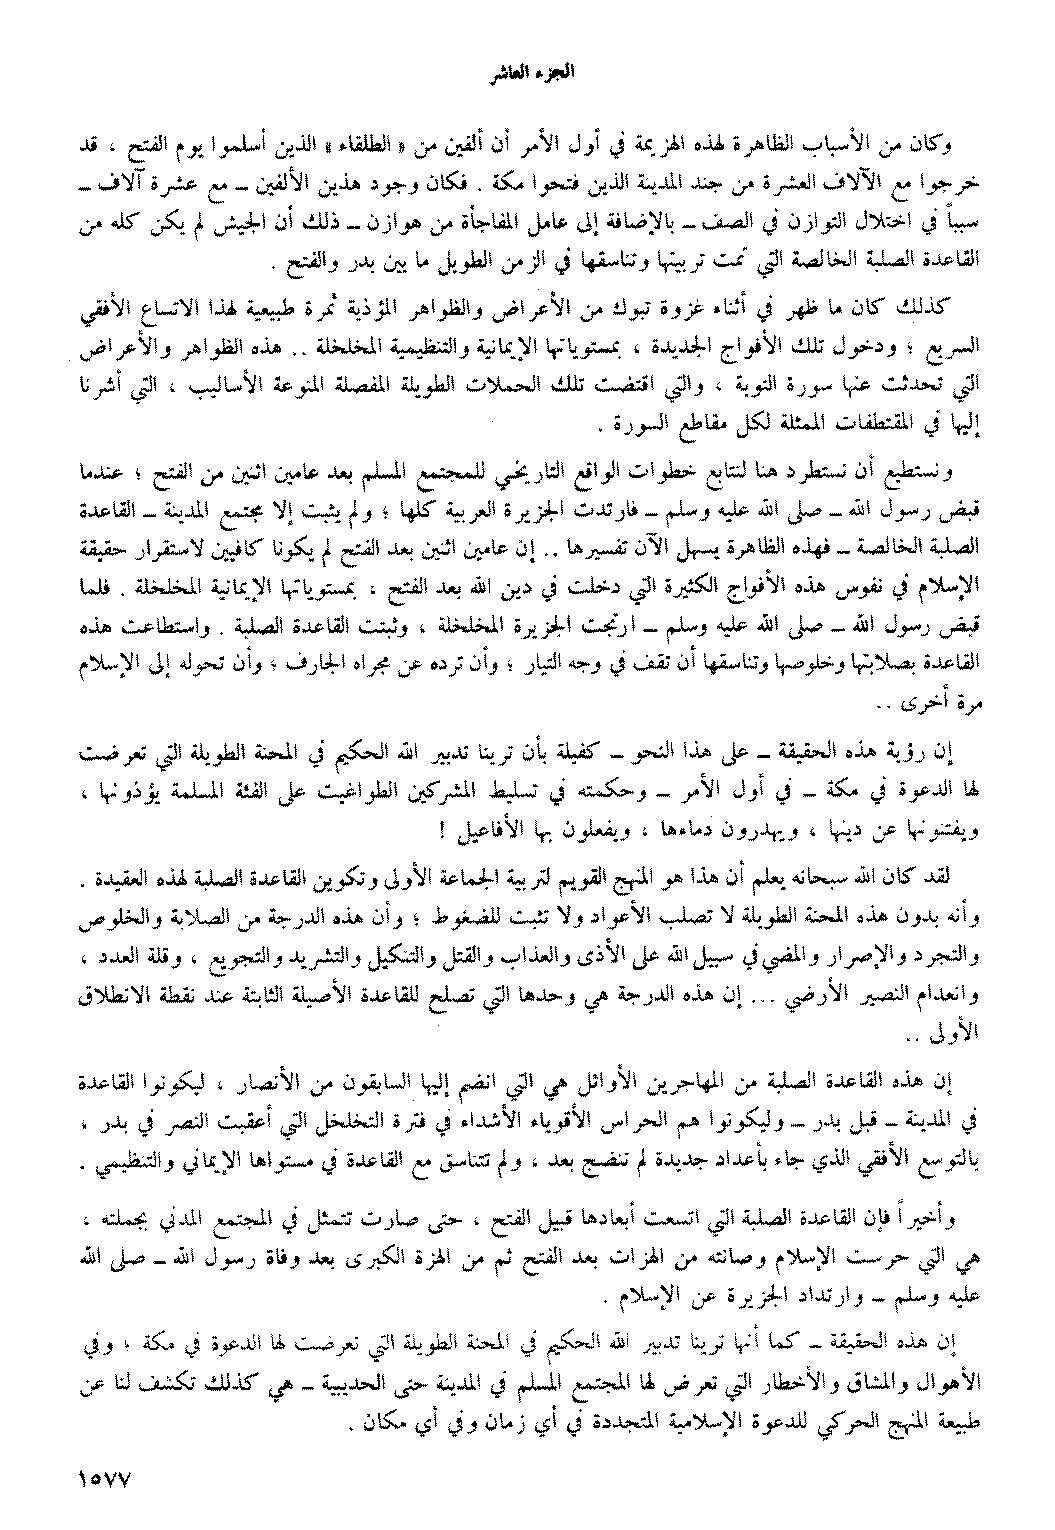 الجزء العاشر
وكان من الأسباب الظاهرة لهذه الهزيمة في أول الأمر أن ألفين من « الطلقاء » الذين أسلموا يوم الفتح ، قد
خرجوا مع الآلاف العشرة من جند المدينة الذين فتحوا مكة . فكان وجود هذين الألفين – مع عشرة آلاف –
سبباً في اختلال التوازن في الصف – بالإضافة إلى عامل المفاجأة من هوازن – ذلك أن الجيش لم يكن كله من
القاعدة الصلبة الخالصة التي تمت تربيتها وتناسقها في الزمن الطويل ما بين بدر والفتح .
كذلك كان ما ظهر في أثناء غزوة تبوك من الأعراض والظواهر المؤذية ثمرة طبيعية لهذا الاتساع الأفقي
السريع ؛ ودخول تلك الأفواج الجديدة ، بمستوياتها الإيمانية والتنظيمية المخلخلة .. هذه الظواهر والأعراض
التي تحدثت عنها سورة التوبة ، والتي اقتضت تلك الحملات الطويلة المفصلة المنوعة الأساليب ، التي أشرنا
إليها في المقتطفات الممثلة لكل مقاطع السورة .
ونستطيع أن نستطرد هنا لنتابع خطوات الواقع التاريخي للمجتمع المسلم بعد عامين اثنين من الفتح ؛ عندما
قبض رسول الله – صلى الله عليه وسلم – فارتدت الجزيرة العربية كلها ؛ ولم يثبت إلا مجتمع المدينة – القاعدة
الصلبة الخالصة – فهذه الظاهرة يسهل الآن تفسيرها .. إن عامين اثنين بعد الفتح لم يكونا كافيين لاستقرار حقيقة
الإسلام في نفوس هذه الأفواج الكثيرة التي دخلت في دين الله بعد الفتح ، بمستوياتها الإيمانية المخلخلة . فلما
قبض رسول الله – صلى الله عليه وسلم – ارتجت الجزيرة المخلخلة ، وثبتت القاعدة الصلبة . واستطاعت هذه
القاعدة بصلابتها وخلوصها وتناسقها أن تقف في وجه التيار ؛ وأن ترده عن مجراه الجارف ؛ وأن تحوله إلى الإسلام
مرة أخرى ..
إن رؤية هذه الحقيقة – على هذا النحو – كفيلة بأن ترينا تدبير الله الحكيم في المحنة الطويلة التي تعرضت
لها الدعوة في مكة – في أول الأمر – وحكمته في تسليط المشركين الطواغيت على الفئة المسلمة يؤذونها ،
ويفتنونها عن دينها ، ويهدرون دماءها ، ويفعلون بها الأفاعيل !
لقد كان الله سبحانه يعلم أن هذا هو المنهج القويم لتربية الجماعة الأولى وتكوين القاعدة الصلبة لهذه العقيدة .
وأنه بدون هذه المحنة الطويلة لا تصلب الأعواد ولا تثبت للضغوط ؛ وأن هذه الدرجة من الصلابة والخلوص
والتجرد والإصرار والمضي في سبيل الله على الأذى والعذاب والقتل والتنكيل والتشريد والتجويع ، وقلة العدد ،
وانعدام النصير الأرضي ... إن هذه الدرجة هي وحدها التي تصلح للقاعدة الأصيلة الثابتة عند نقطة الانطلاق
الأولى ..
إن هذه القاعدة الصلبة من المهاجرين الأوائل هي التي انضم إليها السابقون من الأنصار ، ليكونوا القاعدة
في المدينة – قبل بدر – وليكونوا هم الحراس الأقوياء الأشداء في فترة التخلخل التي أعقبت النصر في بدر ،
بالتوسع الأفقي الذي جاء بأعداد جديدة لم تنضج بعد ، ولم تتناسق مع القاعدة في مستواها الإيماني والتنظيمي .
وأخيراً فإن القاعدة الصلبة التي اتسعت أبعادها قبيل الفتح ، حتى صارت تتمثل في المجتمع المدني بجملته ،
هي التي حرست الإسلام وصانته من الهزات بعد الفتح ثم من الهزة الكبرى بعد وفاة رسول الله – صلى الله
عليه وسلم – وارتداد الجزيرة عن الإسلام .
إن هذه الحقيقة – كما أنها ترينا تدبير الله الحكيم في المحنة الطويلة التي تعرضت لها الدعوة في مكة ؛ وفي
الأهوال والمشاق والأخطار التي تعرض لها المجتمع المسلم في المدينة حتى الحديبية – هي كذلك تكشف لنا عن
طبيعة المنهج الحركي للدعوة الإسلامية المتجددة في أي زمان وفي أي مكان .
١٥٧٧